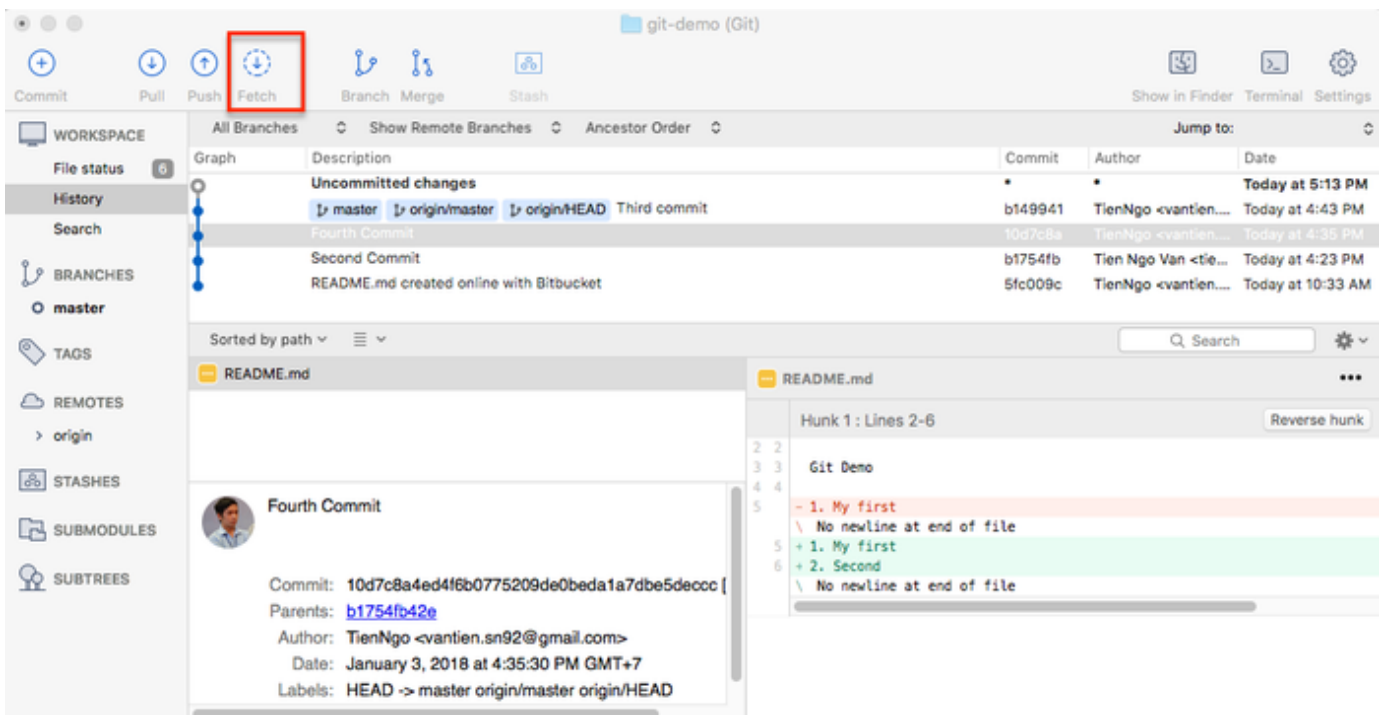 git-demo (Git)
Commit Pull Push Fetch Branch Merge Stash Show in Finder Terminal Settings
WORKSPACE
File status 6
History
Search
BRANCHES
master
TAGS
REMOTES
origin
STASHES
SUBMODULES
SUBTREES
All Branches Show Remote Branches Ancestor Order Jump to:
Graph Description Commit Author Date
Uncommitted changes * * Today at 5:13 PM
master origin/master origin/HEAD Third commit b149941 TienNgo <vantien.... Today at 4:43 PM
Fourth Commit 10d7c8a TienNgo <vantien.... Today at 4:35 PM
Second Commit b1754fb Tien Ngo Van <tie... Today at 4:23 PM
README.md created online with Bitbucket 5fc009c TienNgo <vantien.... Today at 10:33 AM
Sorted by path Search
README.md
Fourth Commit
Commit: 10d7c8a4ed4f6b0775209de0beda1a7dbe5deccc [
Parents: b1754fb42e
Author: TienNgo <vantien.sn92@gmail.com>
Date: January 3, 2018 at 4:35:30 PM GMT+7
Labels: HEAD -> master origin/master origin/HEAD
README.md •••
Hunk 1 : Lines 2-6 Reverse hunk
2 2
3 3 Git Demo
4 4
5 - 1. My first
\ No newline at end of file
5 + 1. My first
6 + 2. Second
\ No newline at end of file